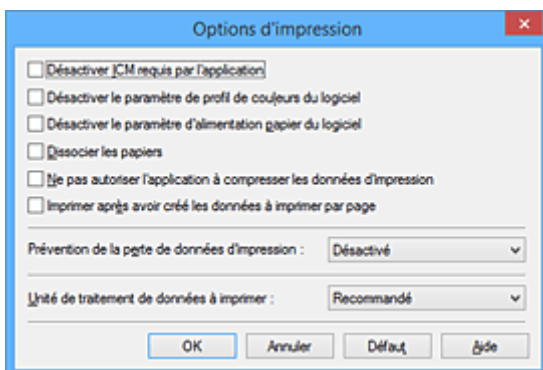 Options d'impression
Désactiver ICM requis par l'application
Désactiver le paramètre de profil de couleurs du logiciel
Désactiver le paramètre d'alimentation papier du logiciel
Dissocier les papiers
Ne pas autoriser l'application à compresser les données d'impression
Imprimer après avoir créé les données à imprimer par page
Prévention de la perte de données d'impression : Désactivé
Unité de traitement de données à imprimer : Recommandé
OK Annuler Défaut Aide